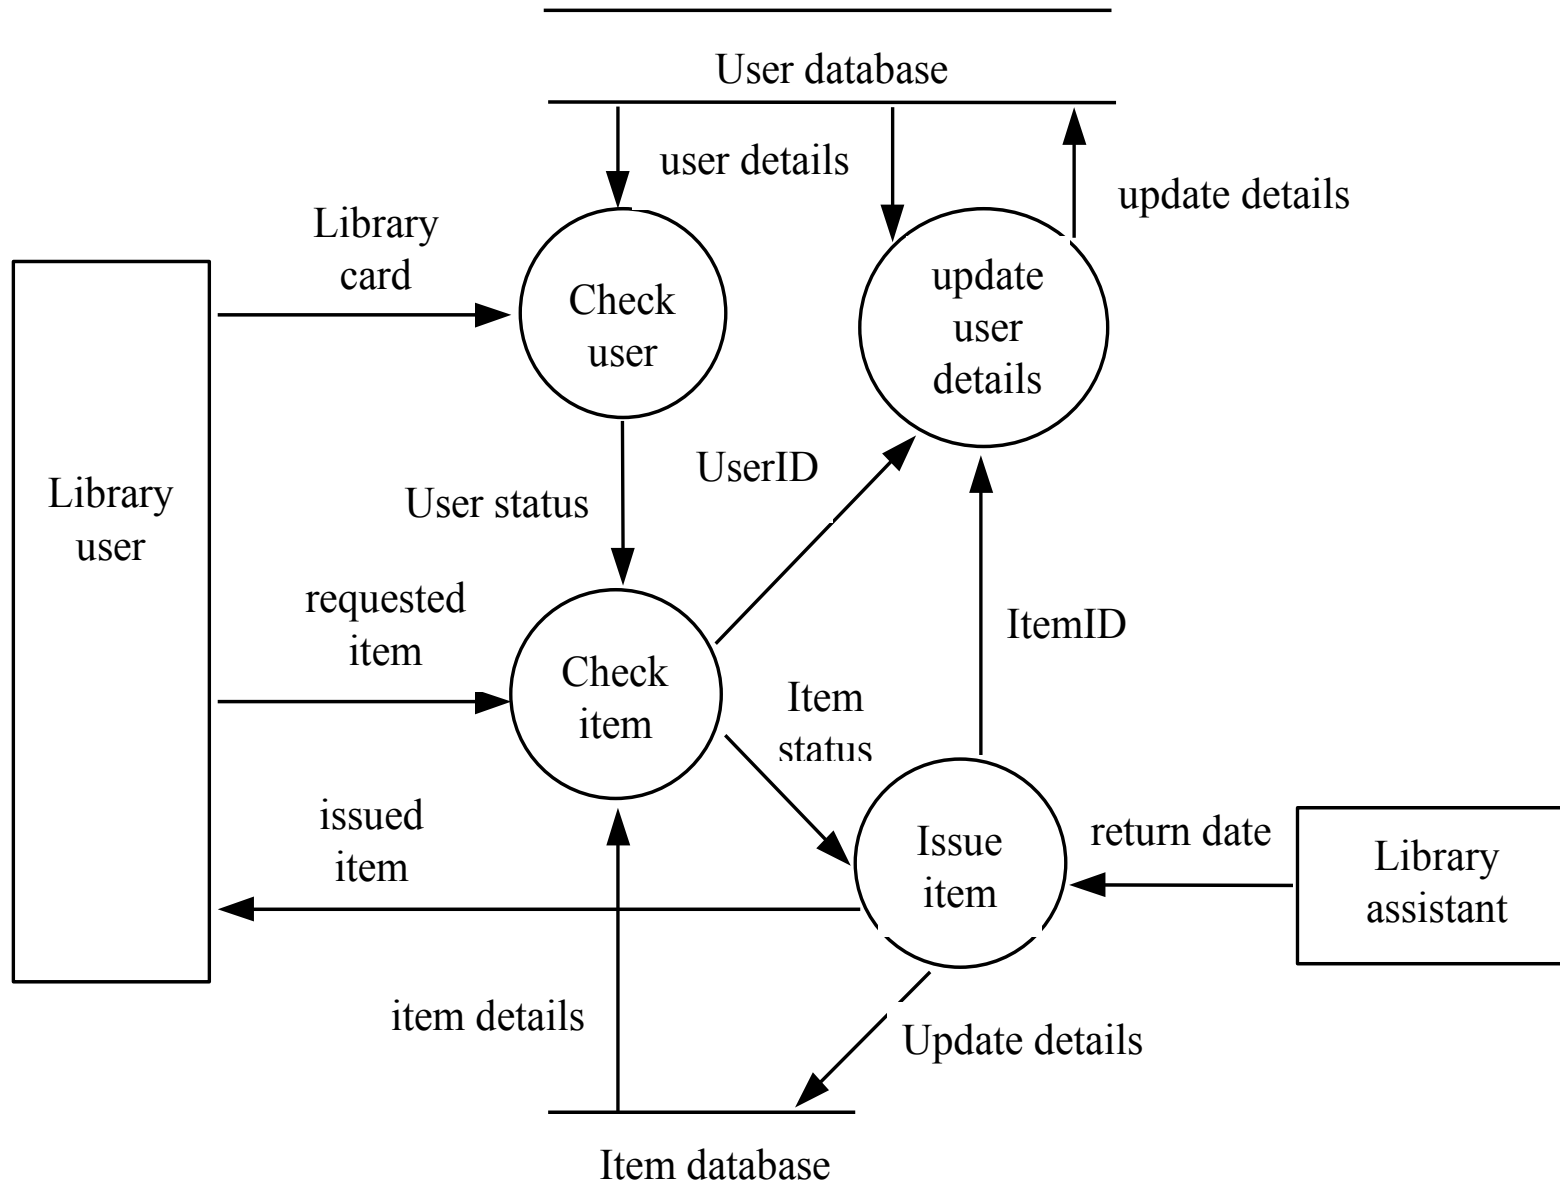 User database
user details
update details
Library
card
Check
user
update
user
details
Library
user
User status
UserID
requested
item
ItemID
Check
item
Item
status
issued
item
Issue
item
return date
Library
assistant
item details
Update details
Item database